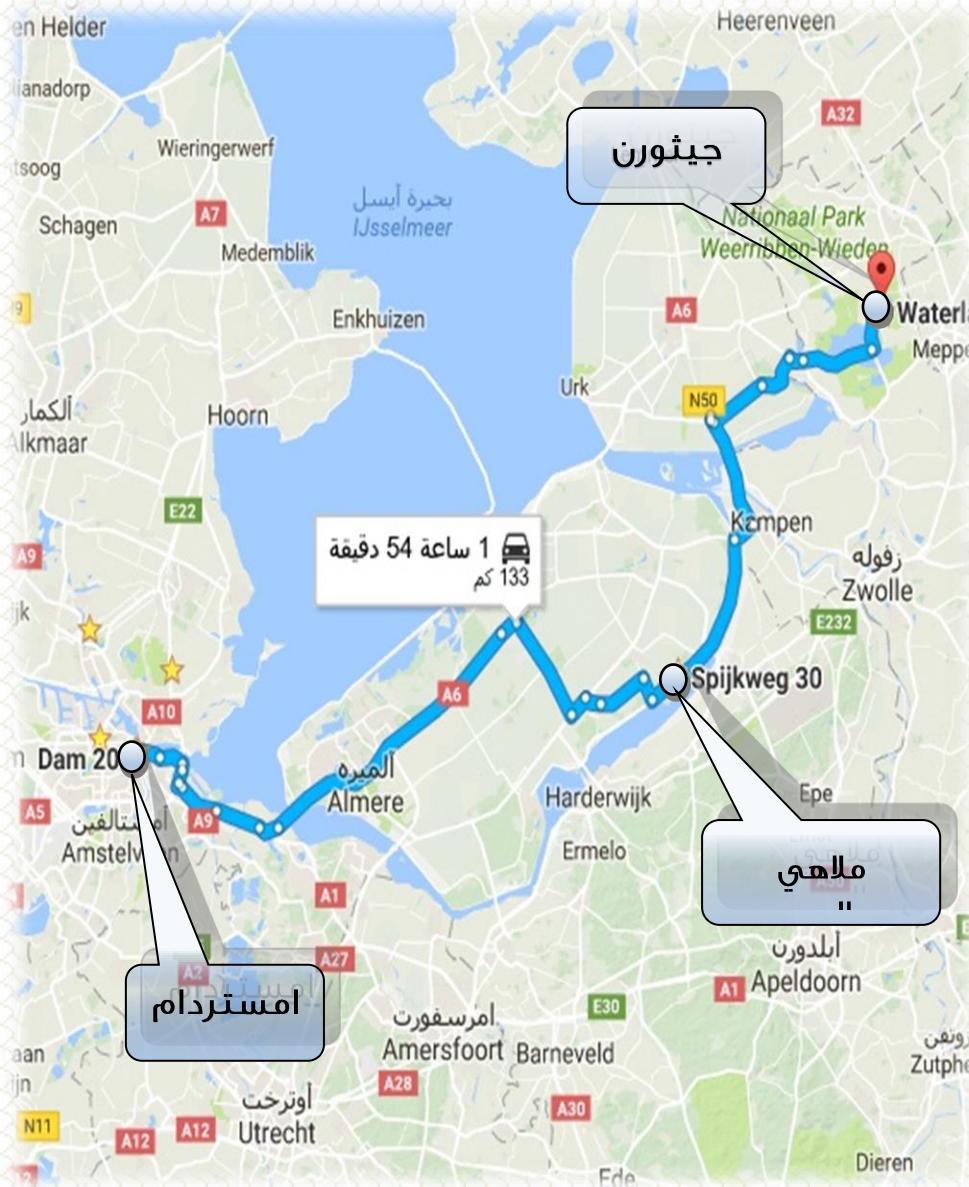 Heerenveen
en Helder
ianadorp
A32
Wieringerwerf
جيثورن
tsoog
بحيرة آيسل
IJsselmeer
A7
Schagen
Nationaal Park
Weerribben-Wieden
Medemblik
A6
Waterla
Enkhuizen
Meppe
Urk
N50
ألكمار
Alkmaar
Hoorn
E22
Kampen
1 ساعة 54 دقيقة
133 كم
A9
زفوله
Zwolle
E232
Spijkweg 30
A6
A10
Dam 20
ألميره
Almere
Harderwijk
Epe
A5
A9
Amstelveen
Ermelo
ملاهي
A1
أبلدورن
Apeldoorn
A27
A2
A1
امستردام
E30
امرسفورت
Amersfoort
Barneveld
Zutphe
A28
أوترخت
Utrecht
A30
N11
A12
A12
Dieren
Ede